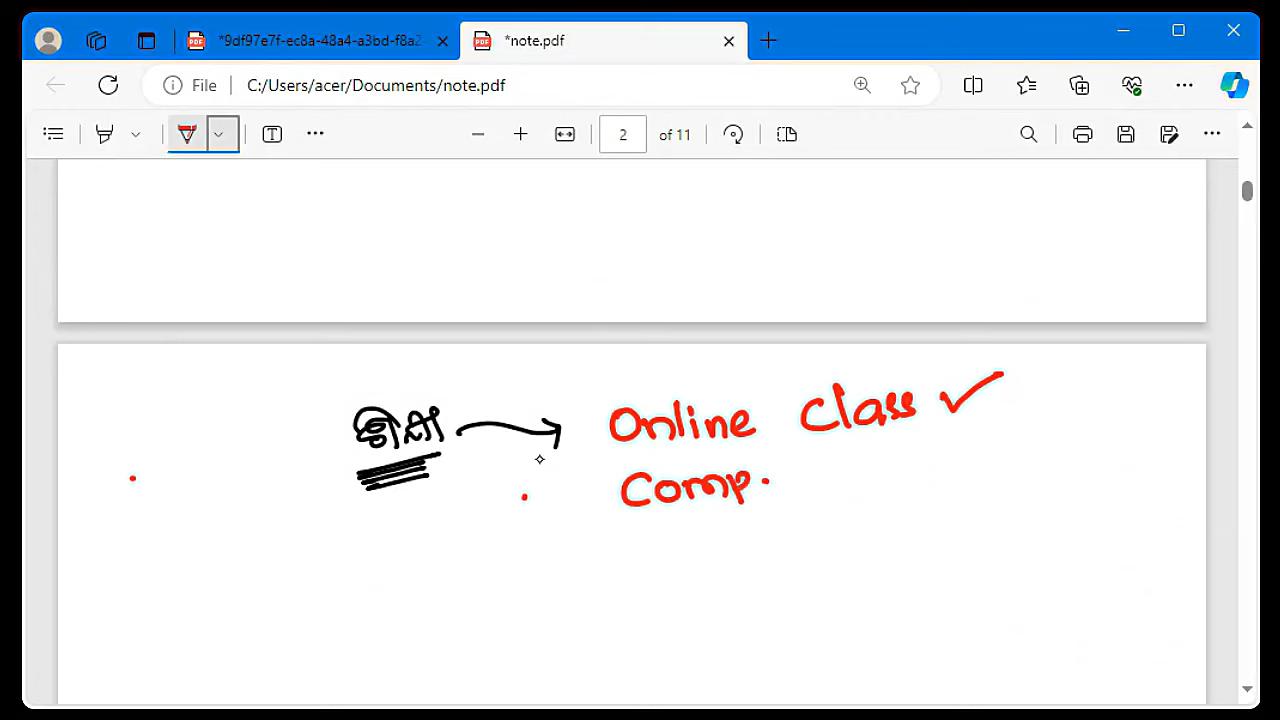 *9df97e7f-ec8a-48a4-a3bd-f8a2
*note.pdf
File
C:/Users/acer/Documents/note.pdf
2 of 11
ଶିକ୍ଷା → Online Class ✓
Comp.